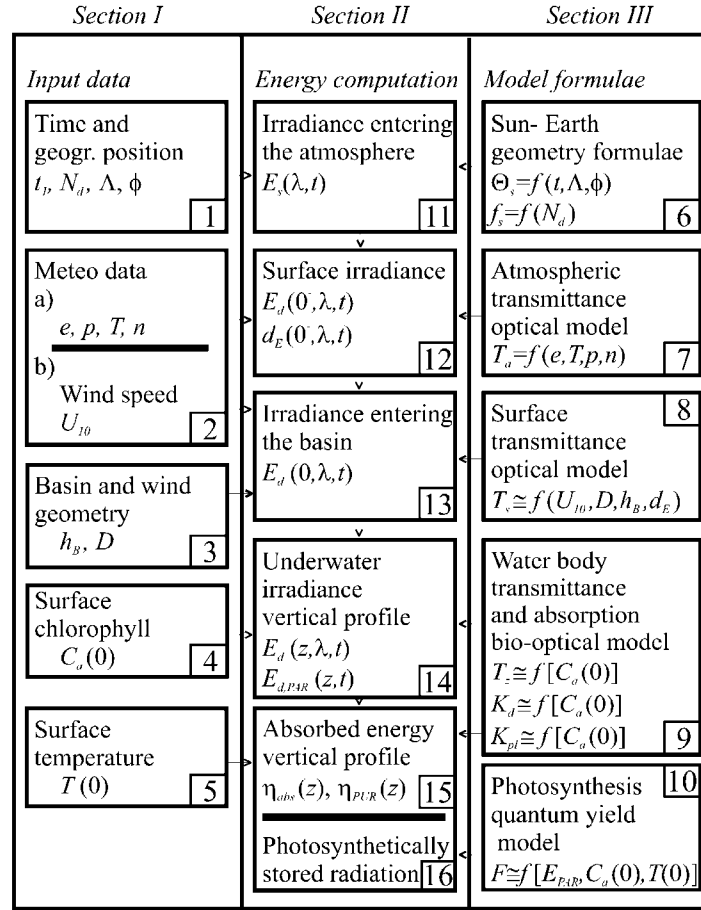 Section I
Section II
Section III
Input data
Energy computation
Model formulae
Time and
geogr. position
t_l, N_d, Λ, ϕ
1
Meteo data
a)
e, p, T, n
b)
Wind speed
U_10
2
Basin and wind
geometry
h_B, D
3
Surface
chlorophyll
C_a(0)
4
Surface
temperature
T(0)
5
Irradiance entering
the atmosphere
E_s(λ,t)
11
Surface irradiance
E_d(0⁻,λ,t)
d_E(0⁻,λ,t)
12
Irradiance entering
the basin
E_d(0,λ,t)
13
Underwater
irradiance
vertical profile
E_d(z,λ,t)
E_d,PAR(z,t)
14
Absorbed energy
vertical profile
η_abs(z), η_PUR(z)
15
Photosynthetically
stored radiation
16
Sun- Earth
geometry formulae
Θ_s=f(t,Λ,ϕ)
f_s=f(N_d)
6
Atmospheric
transmittance
optical model
T_a=f(e,T,p,n)
7
8
Surface
transmittance
optical model
T_s≅f(U_10,D,h_B,d_E)
Water body
transmittance
and absorption
bio-optical model
T_z≅f[C_a(0)]
K_d≅f[C_a(0)]
K_pl≅f[C_a(0)]
9
10
Photosynthesis
quantum yield
model
F≅f[E_PAR,C_a(0),T(0)]